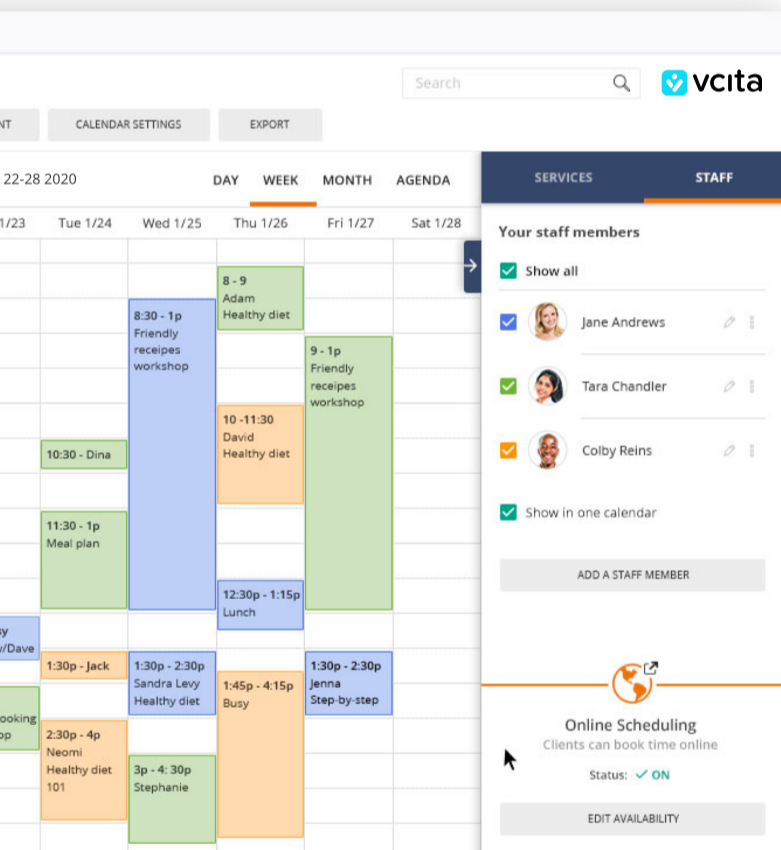 Search
vcita
NT
CALENDAR SETTINGS
EXPORT
22-28 2020
DAY
WEEK
MONTH
AGENDA
1/23
Tue 1/24
Wed 1/25
Thu 1/26
Fri 1/27
Sat 1/28
10:30 - Dina
11:30 - 1p
Meal plan
y
/Dave
1:30p - Jack
ooking
op
2:30p - 4p
Neomi
Healthy diet
101
8:30 - 1p
Friendly
receipes
workshop
1:30p - 2:30p
Sandra Levy
Healthy diet
3p - 4: 30p
Stephanie
8 - 9
Adam
Healthy diet
10 -11:30
David
Healthy diet
12:30p - 1:15p
Lunch
1:45p - 4:15p
Busy
9 - 1p
Friendly
receipes
workshop
1:30p - 2:30p
Jenna
Step-by-step
SERVICES
STAFF
Your staff members
Show all
Jane Andrews
Tara Chandler
Colby Reins
Show in one calendar
ADD A STAFF MEMBER
Online Scheduling
Clients can book time online
Status: ON
EDIT AVAILABILITY